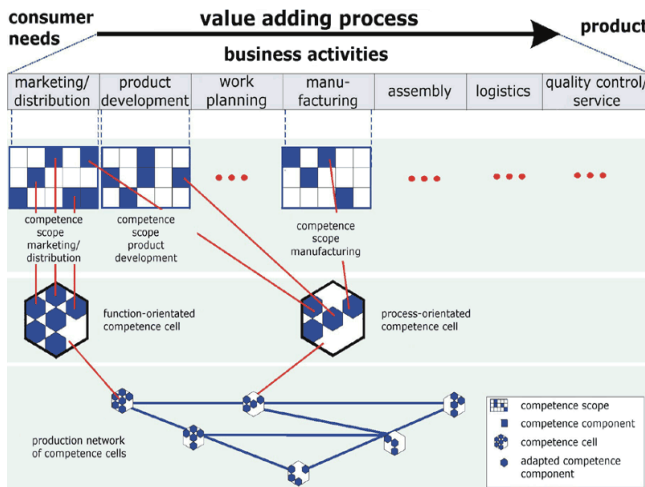 consumer
needs
value adding process
product
business activities
marketing/
distribution
product
development
work
planning
manu-
facturing
assembly
logistics
quality control/
service
competence
scope
marketing/
distribution
competence
scope
product
development
competence
scope
manufacturing
function-orientated
competence cell
process-orientated
competence cell
production network
of competence cells
competence scope
competence component
competence cell
adapted competence
component